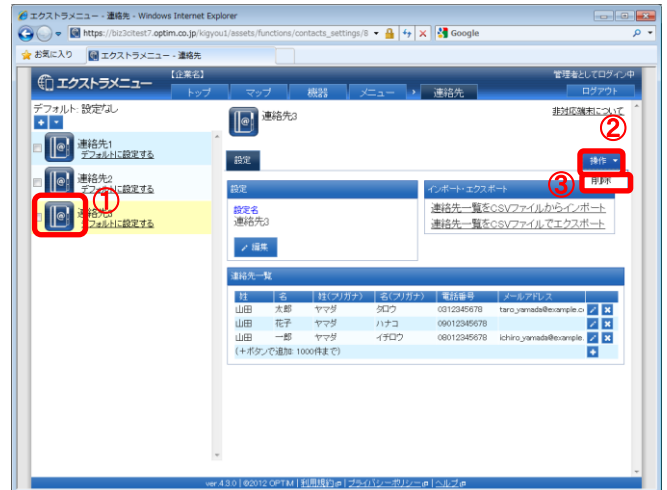 エクストラメニュー - 連絡先 - Windows Internet Explorer
https://biz3citest7.optim.co.jp/kigyou1/assets/functions/contacts_settings/8
Google
お気に入り
エクストラメニュー - 連絡先
エクストラメニュー
【企業名】
管理者としてログイン中
トップ
マップ
機器
メニュー
連絡先
ログアウト
デフォルト: 設定なし
連絡先1
デフォルトに設定する
連絡先2
デフォルトに設定する
①
連絡先3
デフォルトに設定する
連絡先3
非対応端末について
②
設定
操作
③
削除
設定
設定名
連絡先3
編集
インポート・エクスポート
連絡先一覧をCSVファイルからインポート
連絡先一覧をCSVファイルでエクスポート
連絡先一覧
姓 名 姓(フリガナ) 名(フリガナ) 電話番号 メールアドレス
山田 太郎 ヤマダ タロウ 0312345678 taro_yamada@example.c
山田 花子 ヤマダ ハナコ 09012345678
山田 一郎 ヤマダ イチロウ 08012345678 ichiro_yamada@example.
(+ボタンで追加: 1000件まで)
ver 4.3.0 | ©2012 OPTiM | 利用規約 | プライバシーポリシー | ヘルプ